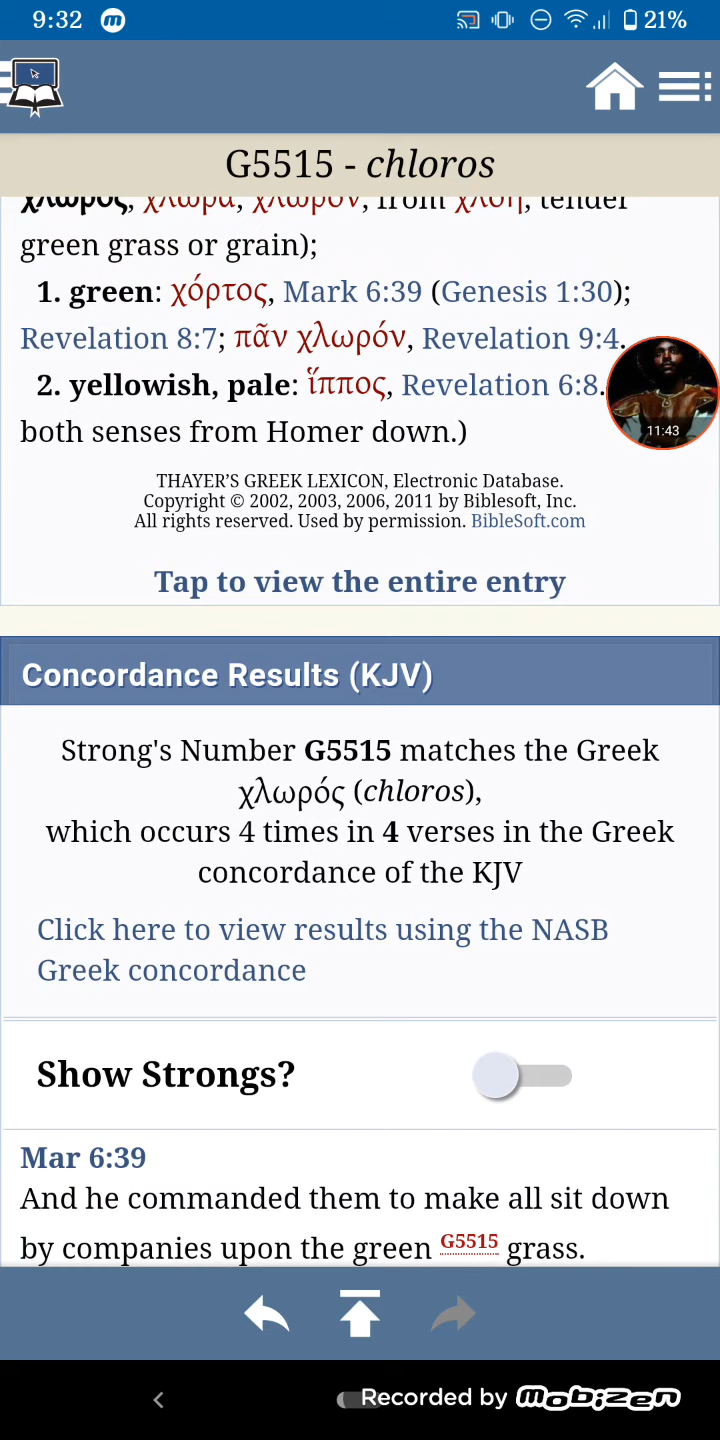 9:32 m 21%
G5515 - chloros
χλωρός, χλωρά, χλωρόν, from χλόη, tender
green grass or grain);
1. green: χόρτος, Mark 6:39 (Genesis 1:30);
Revelation 8:7; πᾶν χλωρόν, Revelation 9:4.
2. yellowish, pale: ἵππος, Revelation 6:8.
both senses from Homer down.)
11:43
THAYER’S GREEK LEXICON, Electronic Database.
Copyright © 2002, 2003, 2006, 2011 by Biblesoft, Inc.
All rights reserved. Used by permission. BibleSoft.com
Tap to view the entire entry
Concordance Results (KJV)
Strong's Number G5515 matches the Greek
χλωρός (chloros),
which occurs 4 times in 4 verses in the Greek
concordance of the KJV
Click here to view results using the NASB
Greek concordance
Show Strongs?
Mar 6:39
And he commanded them to make all sit down
by companies upon the green G5515 grass.
Recorded by mobizen